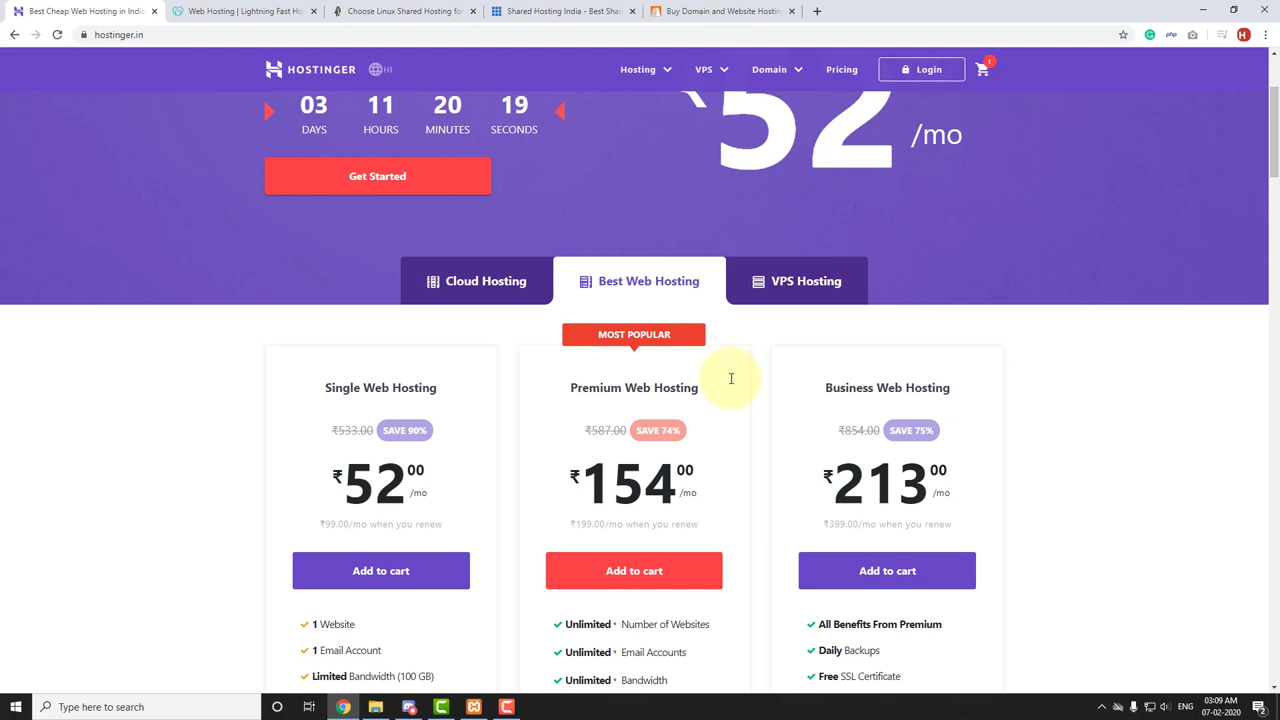 Best Cheap Web Hosting in India
Web Hosting | Lightning Fast Ho
Choose Linux Shared Hosting for
Shared Hosting India - Best Shar
Buy Domain and Website Hosting
hostinger.in
php
H
HOSTINGER
HI
Hosting
VPS
Domain
Pricing
Login
1
03
11
20
19
DAYS
HOURS
MINUTES
SECONDS
₹52
/mo
Get Started
Cloud Hosting
Best Web Hosting
VPS Hosting
MOST POPULAR
Single Web Hosting
₹533.00 SAVE 90%
₹52 00
/mo
₹99.00/mo when you renew
Add to cart
1 Website
1 Email Account
Limited Bandwidth (100 GB)
Premium Web Hosting
₹587.00 SAVE 74%
₹154 00
/mo
₹199.00/mo when you renew
Add to cart
Unlimited * Number of Websites
Unlimited * Email Accounts
Unlimited * Bandwidth
Business Web Hosting
₹854.00 SAVE 75%
₹213 00
/mo
₹399.00/mo when you renew
Add to cart
All Benefits From Premium
Daily Backups
Free SSL Certificate
Type here to search
ENG
03:09 AM
07-02-2020
2